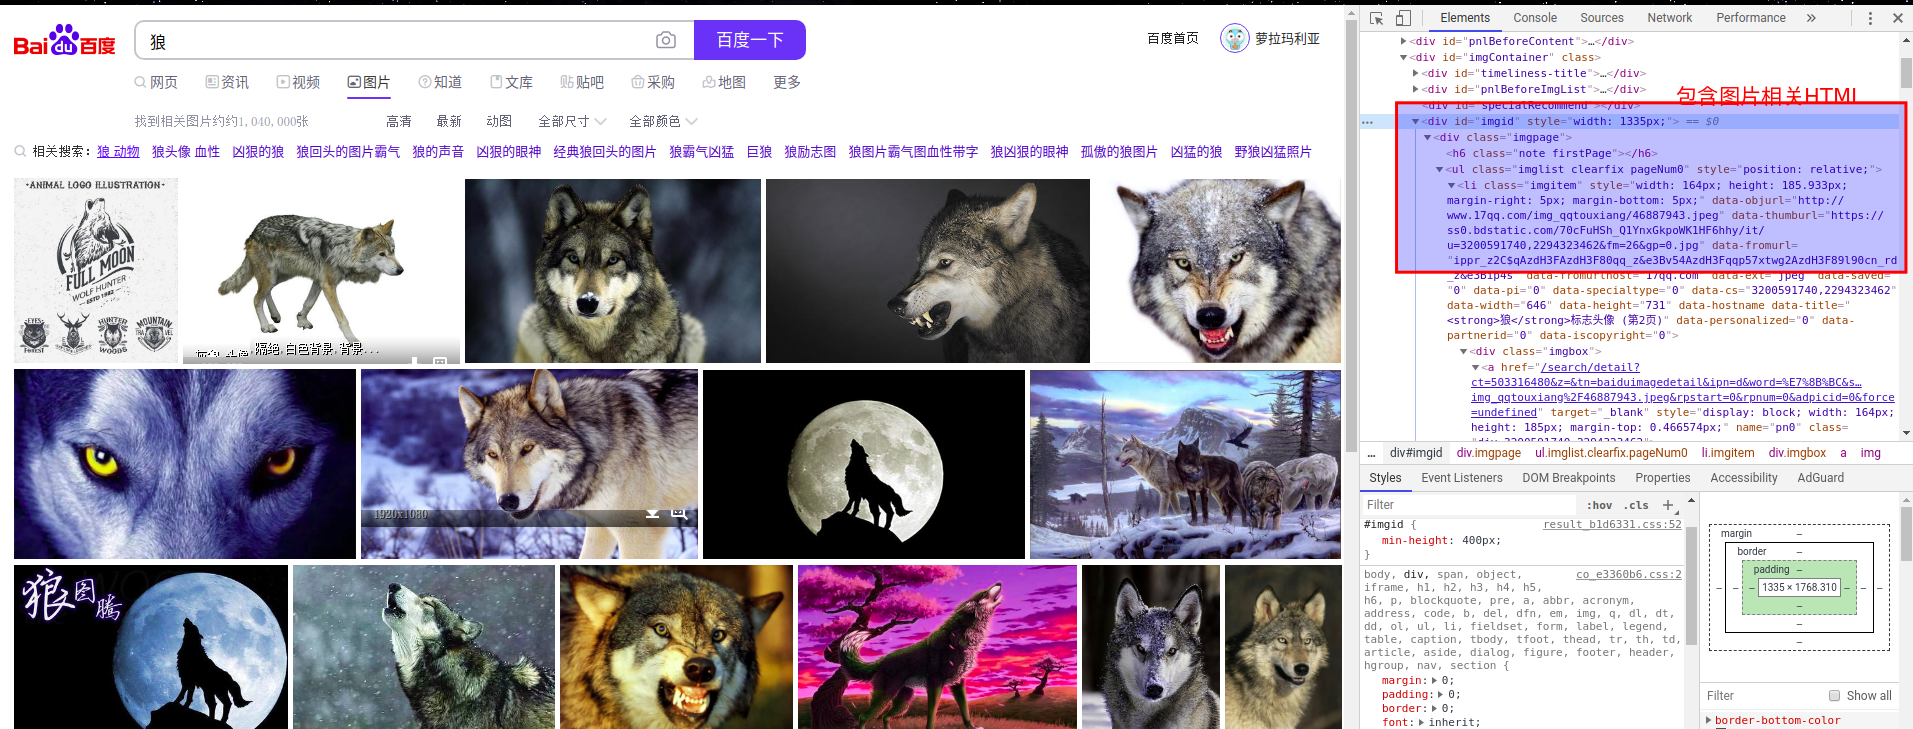 Bai du 百度
狼
百度一下
百度首页
萝拉玛利亚
网页 资讯 视频 图片 知道 文库 贴吧 采购 地图 更多
找到相关图片约约1,040,000张 高清 最新 动图 全部尺寸 全部颜色
相关搜索: 狼 动物 狼头像 血性 凶狠的狼 狼回头的图片霸气 狼的声音 凶狠的眼神 经典狼回头的图片 狼霸气凶猛 巨狼 狼励志图 狼图片霸气图血性带字 狼凶狠的眼神 孤傲的狼图片 凶猛的狼 野狼凶猛照片
·ANIMAL LOGO ILLUSTRATION·
FULL MOON
WOLF HUNTER
ESTD 1982
EYES FOREST
HUNTER WOODS
MOUNTAIN TRAVEL
隔绝,白色背景,背景...
1920x1080
狼图腾
Elements Console Sources Network Performance »
<div id="pnlBeforeContent">…</div>
<div id="imgContainer" class>
<div id="timeliness-title">…</div>
<div id="pnlBeforeImgList">…</div>
包含图片相关HTML
<div id="specialRecommend"></div>
<div id="imgid" style="width: 1335px;"> == $0
<div class="imgpage">
<h6 class="note firstPage"></h6>
<ul class="imglist clearfix pageNum0" style="position: relative;">
<li class="imgitem" style="width: 164px; height: 185.933px;
margin-right: 5px; margin-bottom: 5px;" data-objurl="http://
www.17qq.com/img_qqtouxiang/46887943.jpeg" data-thumburl="https://
ss0.bdstatic.com/70cFuHSh_Q1YnxGkpoWK1HF6hhy/it/
u=3200591740,2294323462&fm=26&gp=0.jpg" data-fromurl=
"ippr_z2C$qAzdH3FAzdH3F80qq_z&e3Bv54AzdH3Fqqp57xtwg2AzdH3F89l90cn_rd
_z&e3Bip4s" data-fromurlhost="17qq.com" data-ext="jpeg" data-saved=
"0" data-pi="0" data-specialtype="0" data-cs="3200591740,2294323462"
data-width="646" data-height="731" data-hostname data-title="
<strong>狼</strong>标志头像 (第2页)" data-personalized="0" data-
partnerid="0" data-iscopyright="0">
<div class="imgbox">
<a href="/search/detail?
ct=503316480&z=&tn=baiduimagedetail&ipn=d&word=%E7%8B%BC&s…
img_qqtouxiang%2F46887943.jpeg&rpstart=0&rpnum=0&adpicid=0&force
=undefined" target="_blank" style="display: block; width: 164px;
height: 185px; margin-top: 0.466574px;" name="pn0" class=
"div_3200591740,2294323462">
… div#imgid div.imgpage ul.imglist.clearfix.pageNum0 li.imgitem div.imgbox a img
Styles Event Listeners DOM Breakpoints Properties Accessibility AdGuard
Filter :hov .cls +
#imgid { result_b1d6331.css:52
min-height: 400px;
}
body, div, span, object, co_e3360b6.css:2
iframe, h1, h2, h3, h4, h5,
h6, p, blockquote, pre, a, abbr, acronym,
address, code, b, del, dfn, em, img, q, dl, dt,
dd, ol, ul, li, fieldset, form, label, legend,
table, caption, tbody, tfoot, thead, tr, th, td,
article, aside, dialog, figure, footer, header,
hgroup, nav, section {
margin: 0;
padding: 0;
border: 0;
font: inherit;
margin –
border –
padding –
– – – 1335 × 1768.310 – – –
–
–
–
Filter Show all
border-bottom-color